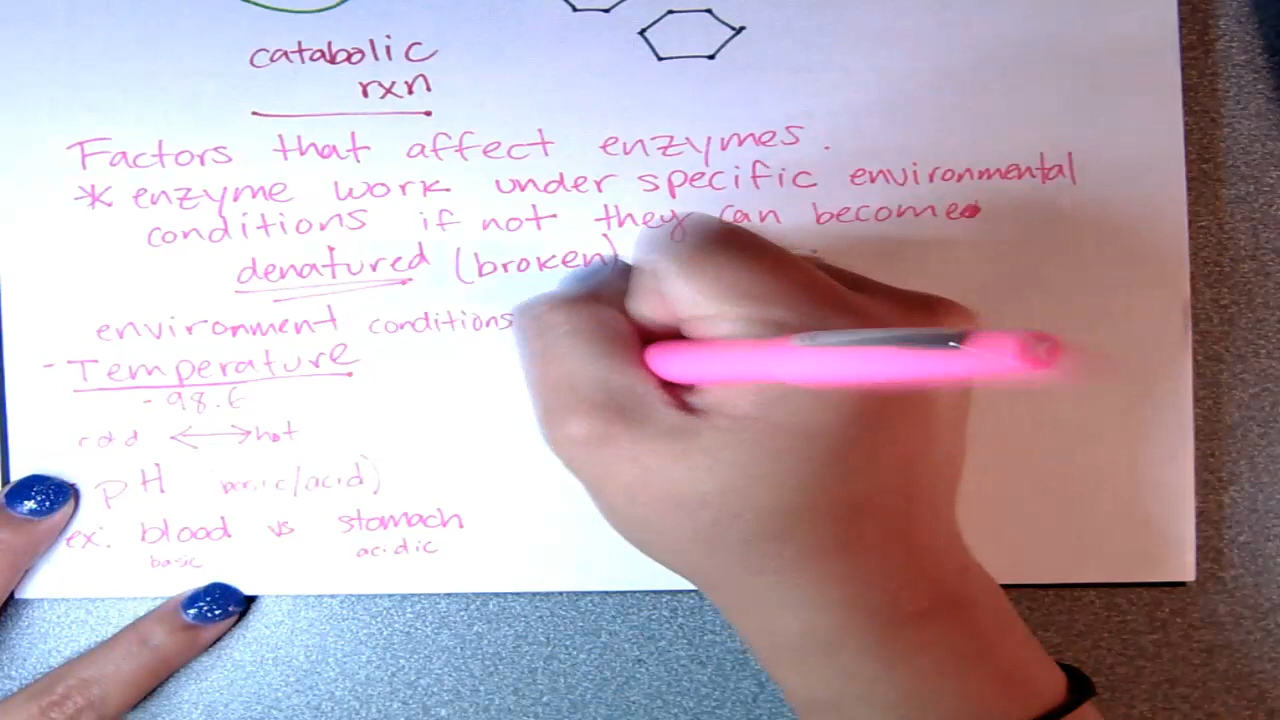 catabolic
rxn
Factors that affect enzymes.
* enzyme work under specific environmental
conditions if not they can become
denatured (broken)
environment conditions
- Temperature
- 98.6
cold ⟷ hot
pH basic/acid)
ex: blood vs stomach
basic acidic